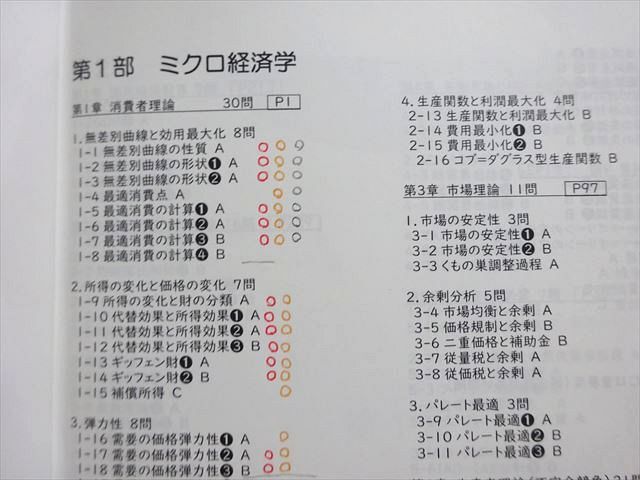 第1部 ミクロ経済学
第1章 消費者理論 30問 P1
1.無差別曲線と効用最大化 8問
1-1 無差別曲線の性質 A
1-2 無差別曲線の形状❶ A
1-3 無差別曲線の形状❷ A
1-4 最適消費点 A
1-5 最適消費の計算❶ A
1-6 最適消費の計算❷ A
1-7 最適消費の計算❸ B
1-8 最適消費の計算❹ B
2.所得の変化と価格の変化 7問
1-9 所得の変化と財の分類 A
1-10 代替効果と所得効果❶ A
1-11 代替効果と所得効果❷ A
1-12 代替効果と所得効果❸ B
1-13 ギッフェン財❶ A
1-14 ギッフェン財❷ B
1-15 補償所得 C
3.弾力性 8問
1-16 需要の価格弾力性❶ A
1-17 需要の価格弾力性❷ A
1-18 需要の価格弾力性❸ B
4.生産関数と利潤最大化 4問
2-13 生産関数と利潤最大化 B
2-14 費用最小化❶ B
2-15 費用最小化❷ B
2-16 コブ=ダグラス型生産関数 B
第3章 市場理論 11問 P97
1.市場の安定性 3問
3-1 市場の安定性❶ A
3-2 市場の安定性❷ B
3-3 くもの巣調整過程 A
2.余剰分析 5問
3-4 市場均衡と余剰 A
3-5 価格規制と余剰 B
3-6 二重価格と補助金 B
3-7 従量税と余剰 A
3-8 従価税と余剰 A
3.パレート最適 3問
3-9 パレート最適❶ A
3-10 パレート最適❷ B
3-11 パレート最適❸ B